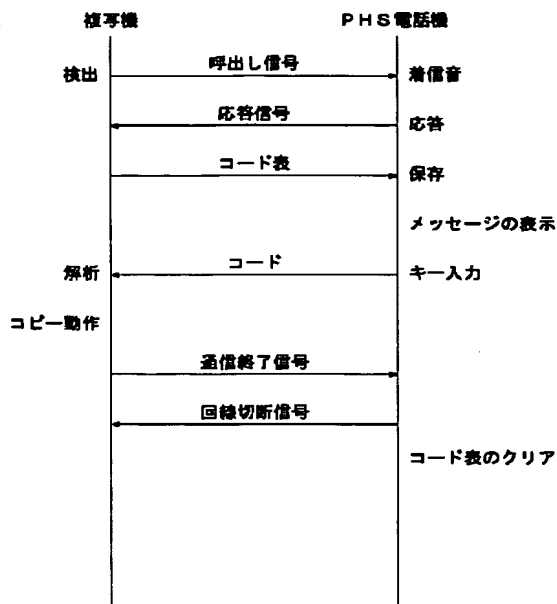 複写機 PHS電話機
検出 呼出し信号 着信音
応答信号 応答
コード表 保存
メッセージの表示
解析 コード キー入力
コピー動作
通信終了信号
回線切断信号
コード表のクリア